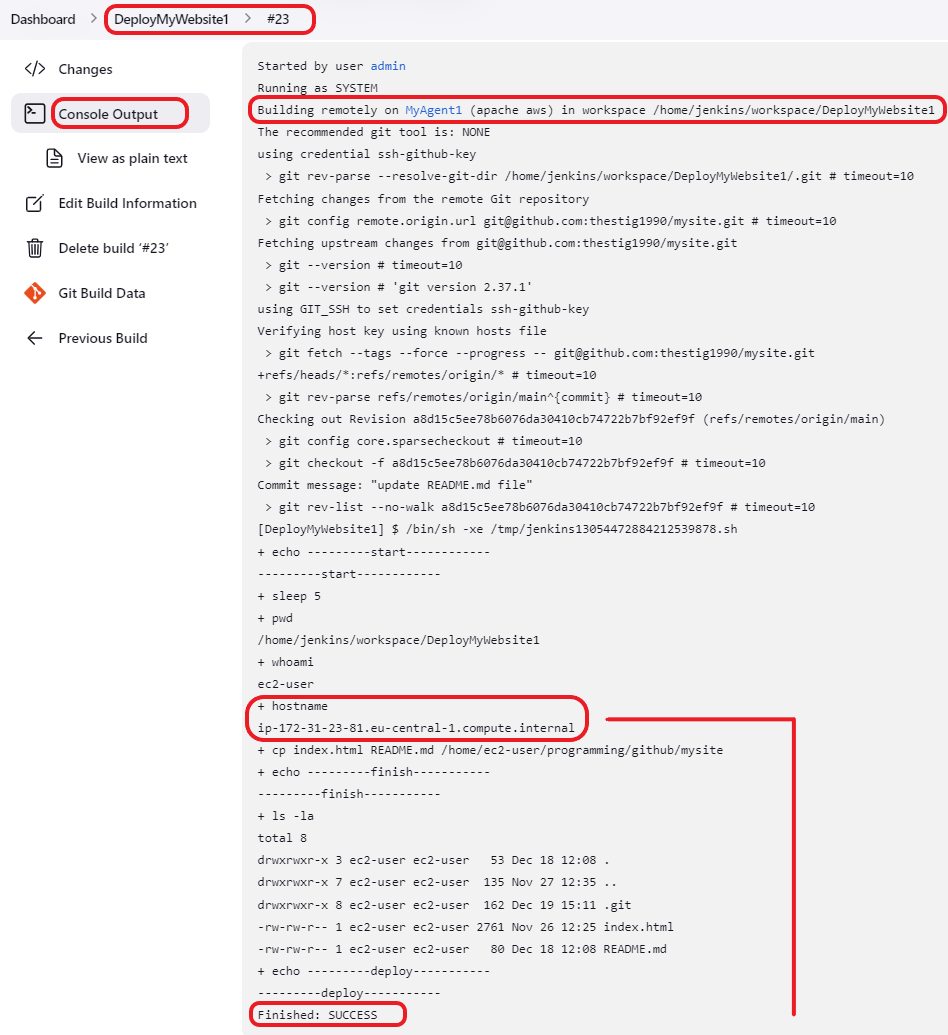 Dashboard > DeployMyWebsite1 > #23
</> Changes
Console Output
View as plain text
Edit Build Information
Delete build ‘#23’
Git Build Data
Previous Build
Started by user admin
Running as SYSTEM
Building remotely on MyAgent1 (apache aws) in workspace /home/jenkins/workspace/DeployMyWebsite1
The recommended git tool is: NONE
using credential ssh-github-key
> git rev-parse --resolve-git-dir /home/jenkins/workspace/DeployMyWebsite1/.git # timeout=10
Fetching changes from the remote Git repository
> git config remote.origin.url git@github.com:thestig1990/mysite.git # timeout=10
Fetching upstream changes from git@github.com:thestig1990/mysite.git
> git --version # timeout=10
> git --version # 'git version 2.37.1'
using GIT_SSH to set credentials ssh-github-key
Verifying host key using known hosts file
> git fetch --tags --force --progress -- git@github.com:thestig1990/mysite.git
+refs/heads/*:refs/remotes/origin/* # timeout=10
> git rev-parse refs/remotes/origin/main^{commit} # timeout=10
Checking out Revision a8d15c5ee78b6076da30410cb74722b7bf92ef9f (refs/remotes/origin/main)
> git config core.sparsecheckout # timeout=10
> git checkout -f a8d15c5ee78b6076da30410cb74722b7bf92ef9f # timeout=10
Commit message: "update README.md file"
> git rev-list --no-walk a8d15c5ee78b6076da30410cb74722b7bf92ef9f # timeout=10
[DeployMyWebsite1] $ /bin/sh -xe /tmp/jenkins13054472884212539878.sh
+ echo ---------start------------
---------start------------
+ sleep 5
+ pwd
/home/jenkins/workspace/DeployMyWebsite1
+ whoami
ec2-user
+ hostname
ip-172-31-23-81.eu-central-1.compute.internal
+ cp index.html README.md /home/ec2-user/programming/github/mysite
+ echo ---------finish-----------
---------finish-----------
+ ls -la
total 8
drwxrwxr-x 3 ec2-user ec2-user   53 Dec 18 12:08 .
drwxrwxr-x 7 ec2-user ec2-user  135 Nov 27 12:35 ..
drwxrwxr-x 8 ec2-user ec2-user  162 Dec 19 15:11 .git
-rw-rw-r-- 1 ec2-user ec2-user 2761 Nov 26 12:25 index.html
-rw-rw-r-- 1 ec2-user ec2-user   80 Dec 18 12:08 README.md
+ echo ---------deploy-----------
---------deploy-----------
Finished: SUCCESS